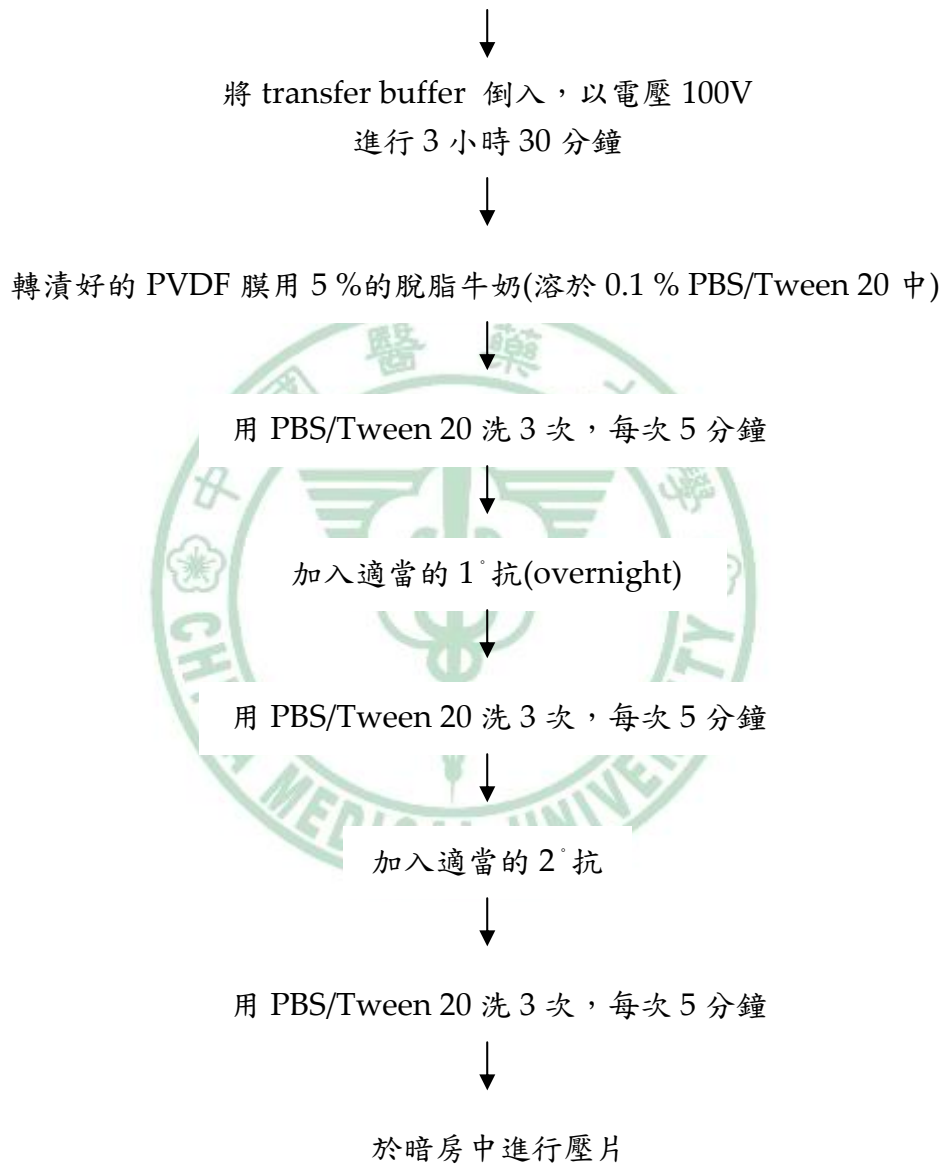 將 transfer buffer 倒入，以電壓 100V
進行 3 小時 30 分鐘
轉漬好的 PVDF 膜用 5 %的脫脂牛奶(溶於 0.1 % PBS/Tween 20 中)
用 PBS/Tween 20 洗 3 次，每次 5 分鐘
加入適當的 1°抗(overnight)
用 PBS/Tween 20 洗 3 次，每次 5 分鐘
加入適當的 2°抗
用 PBS/Tween 20 洗 3 次，每次 5 分鐘
於暗房中進行壓片